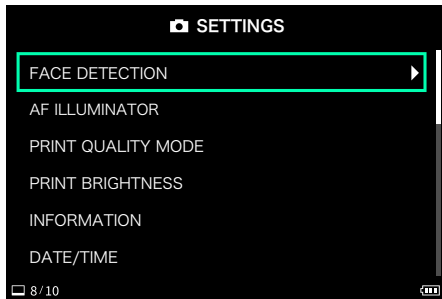 SETTINGS
FACE DETECTION
AF ILLUMINATOR
PRINT QUALITY MODE
PRINT BRIGHTNESS
INFORMATION
DATE/TIME
8/10